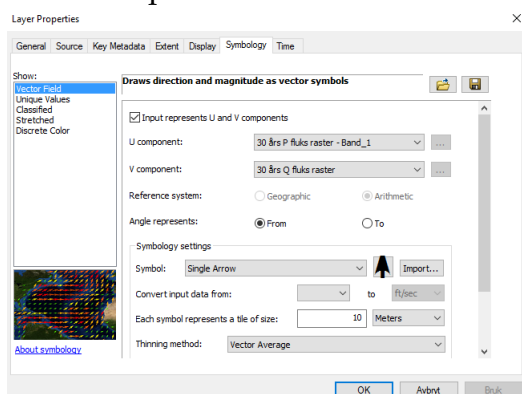 Layer Properties
General Source Key Metadata Extent Display Symbology Time
Show:
Vector Field
Unique Values
Classified
Stretched
Discrete Color
About symbology
Draws direction and magnitude as vector symbols
Input represents U and V components
U component: 30 års P fluks raster - Band_1 ...
V component: 30 års Q fluks raster ...
Reference system: Geographic Arithmetic
Angle represents: From To
Symbology settings
Symbol: Single Arrow Import...
Convert input data from: to ft/sec
Each symbol represents a tile of size: 10 Meters
Thinning method: Vector Average
OK Avbryt Bruk